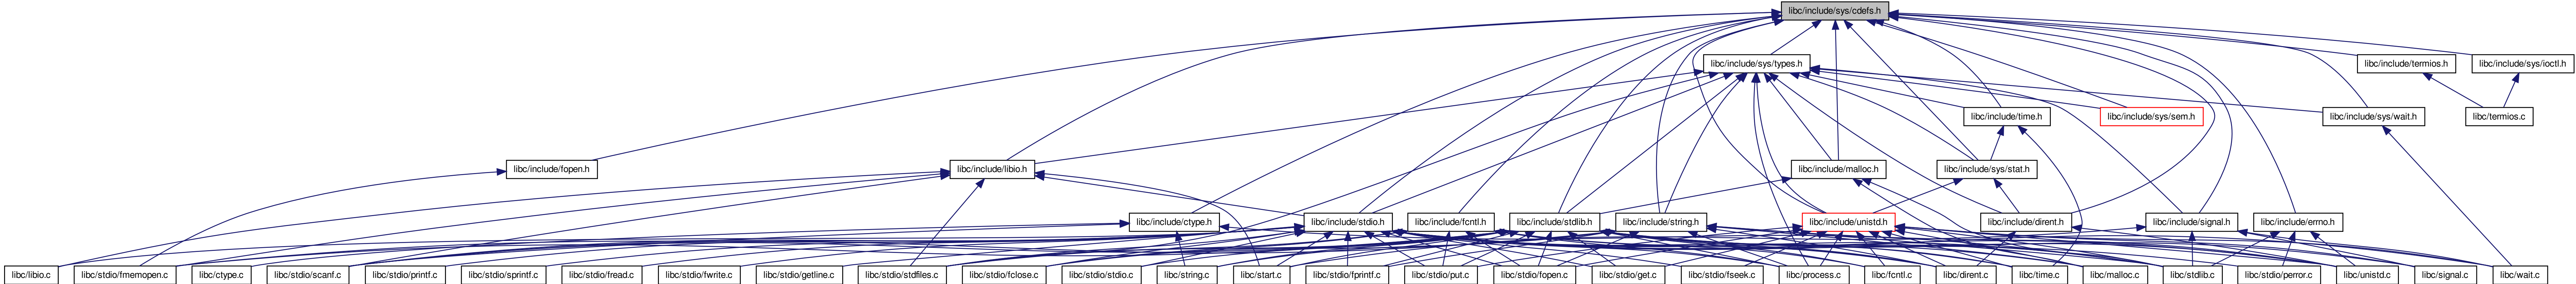 libc/include/sys/cdefs.h
libc/include/sys/types.h
libc/include/termios.h
libc/include/sys/ioctl.h
libc/include/time.h
libc/include/sys/sem.h
libc/include/sys/wait.h
libc/termios.c
libc/include/fopen.h
libc/include/libio.h
libc/include/malloc.h
libc/include/sys/stat.h
libc/include/ctype.h
libc/include/stdio.h
libc/include/fcntl.h
libc/include/stdlib.h
libc/include/string.h
libc/include/unistd.h
libc/include/dirent.h
libc/include/signal.h
libc/include/errno.h
libc/libio.c
libc/stdio/fmemopen.c
libc/ctype.c
libc/stdio/scanf.c
libc/stdio/printf.c
libc/stdio/sprintf.c
libc/stdio/fread.c
libc/stdio/fwrite.c
libc/stdio/getline.c
libc/stdio/stdfiles.c
libc/stdio/fclose.c
libc/stdio/stdio.c
libc/string.c
libc/start.c
libc/stdio/fprintf.c
libc/stdio/put.c
libc/stdio/fopen.c
libc/stdio/get.c
libc/stdio/fseek.c
libc/process.c
libc/fcntl.c
libc/dirent.c
libc/time.c
libc/malloc.c
libc/stdlib.c
libc/stdio/perror.c
libc/unistd.c
libc/signal.c
libc/wait.c